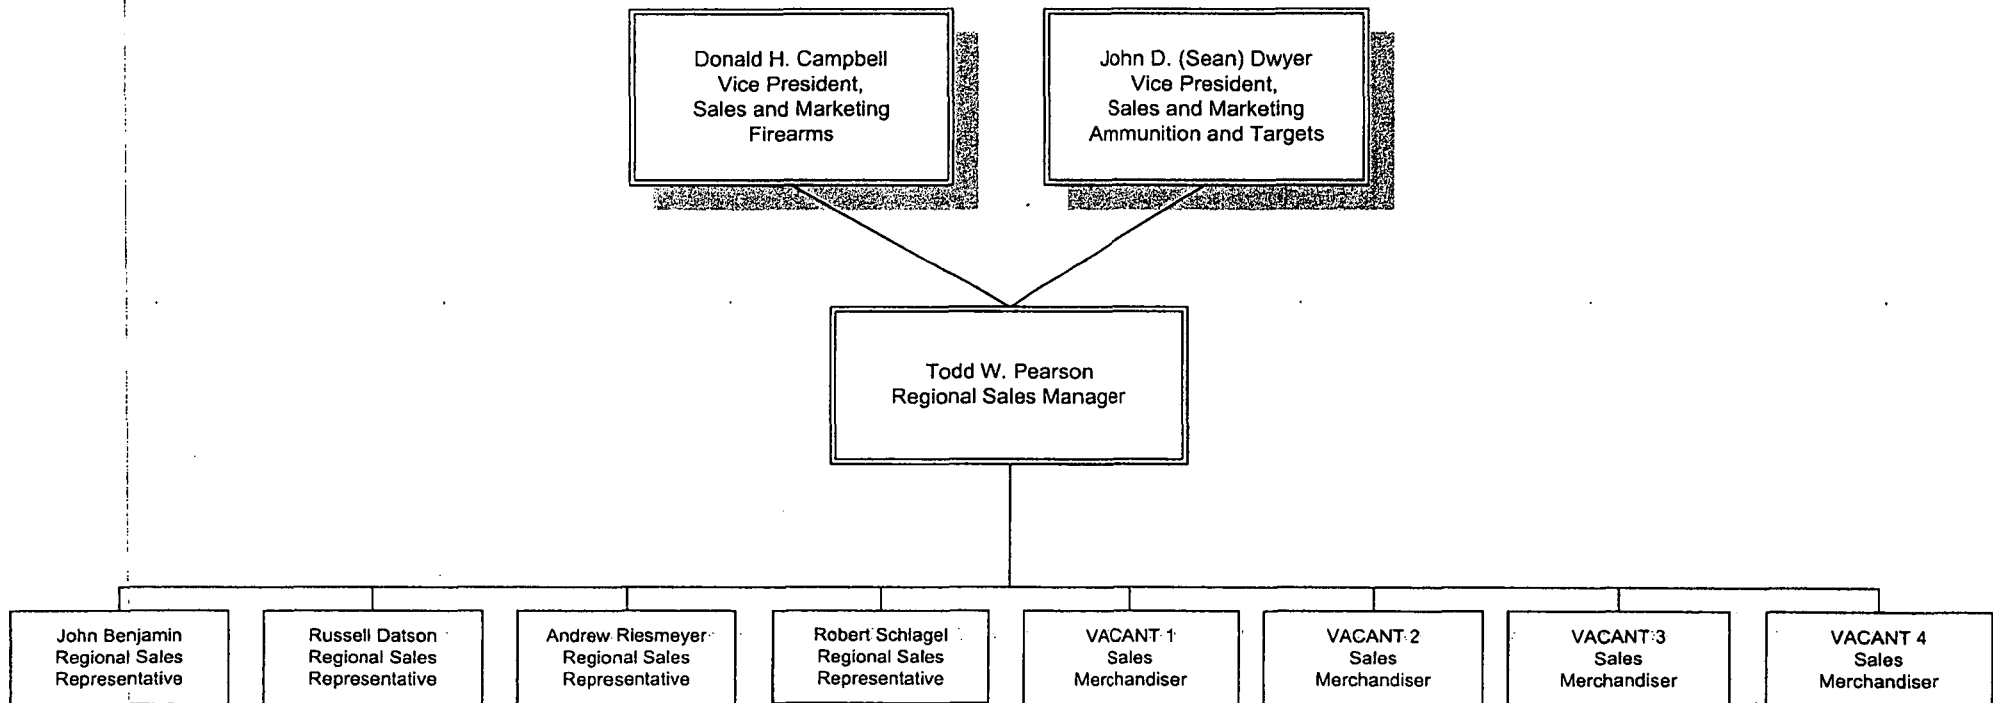 Donald H. Campbell
Vice President,
Sales and Marketing
Firearms
John D. (Sean) Dwyer
Vice President,
Sales and Marketing
Ammunition and Targets
Todd W. Pearson
Regional Sales Manager
John Benjamin
Regional Sales
Representative
Russell Datson
Regional Sales
Representative
Andrew Riesmeyer
Regional Sales
Representative
Robert Schlagel
Regional Sales
Representative
VACANT 1
Sales
Merchandiser
VACANT 2
Sales
Merchandiser
VACANT 3
Sales
Merchandiser
VACANT 4
Sales
Merchandiser